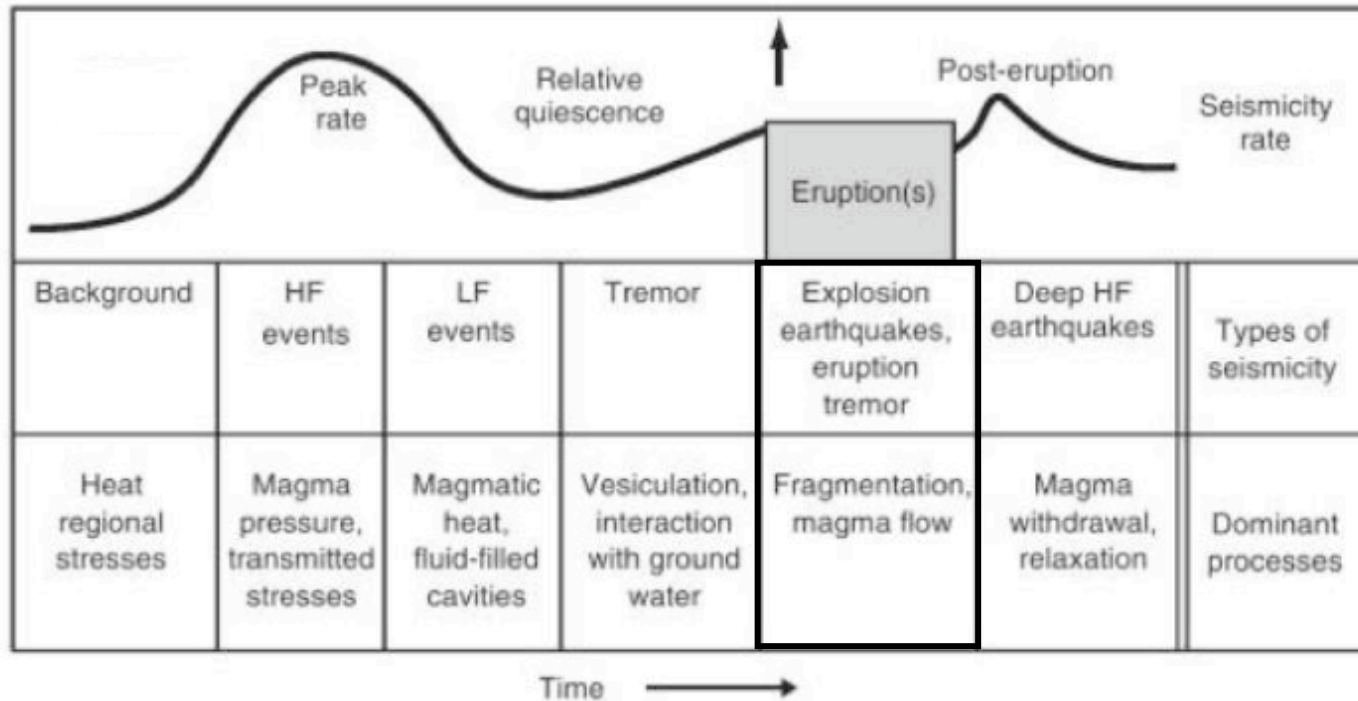 Peak
rate
Relative
quiescence
Post-eruption
Seismicity
rate
Eruption(s)
Background
HF
events
LF
events
Tremor
Explosion
earthquakes,
eruption
tremor
Deep HF
earthquakes
Types of
seismicity
Heat
regional
stresses
Magma
pressure,
transmitted
stresses
Magmatic
heat,
fluid-filled
cavities
Vesiculation,
interaction
with ground
water
Fragmentation,
magma flow
Magma
withdrawal,
relaxation
Dominant
processes
Time